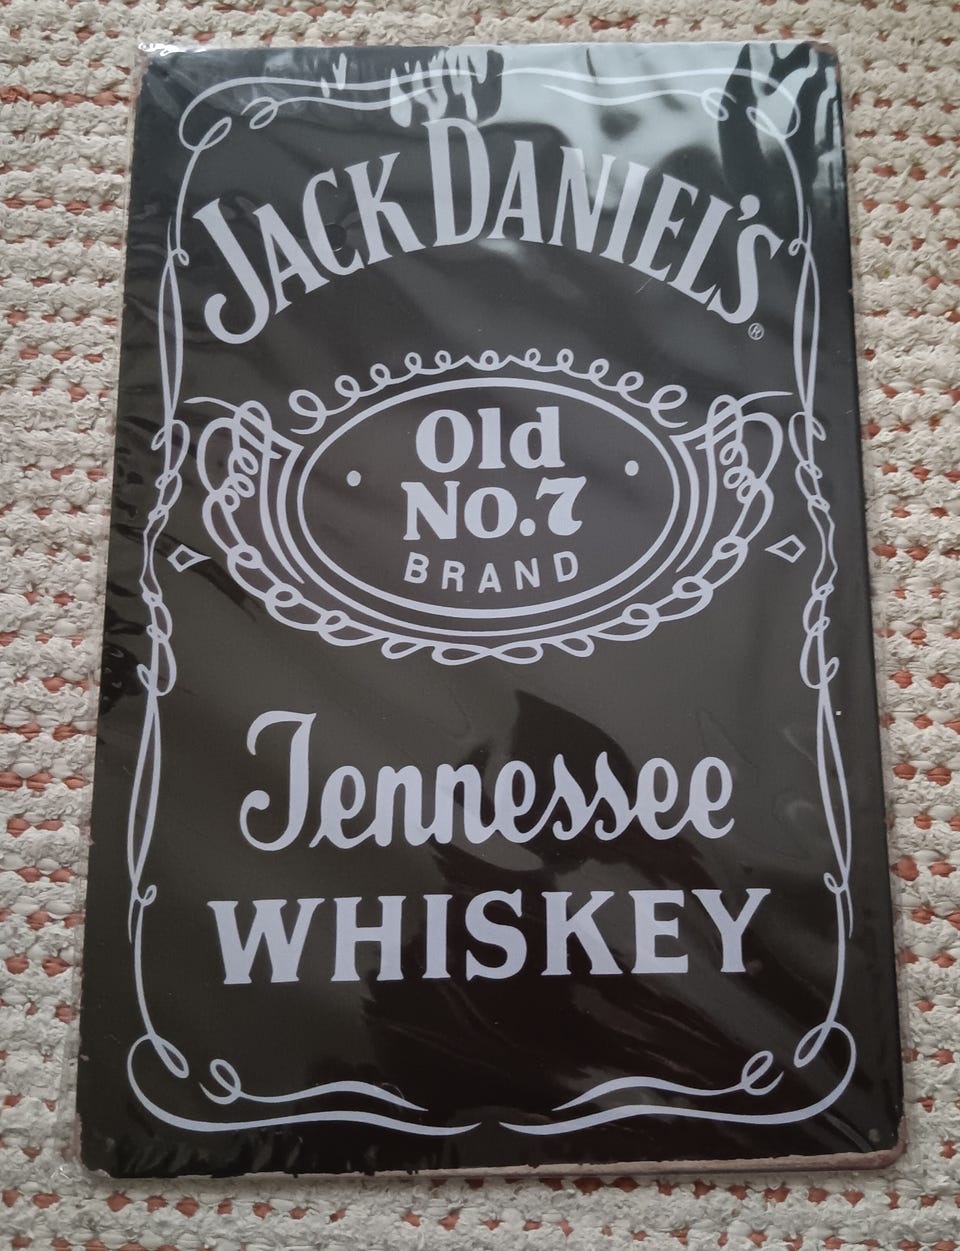 JACK DANIEL'S
®
Old
No.7
BRAND
Tennessee
WHISKEY